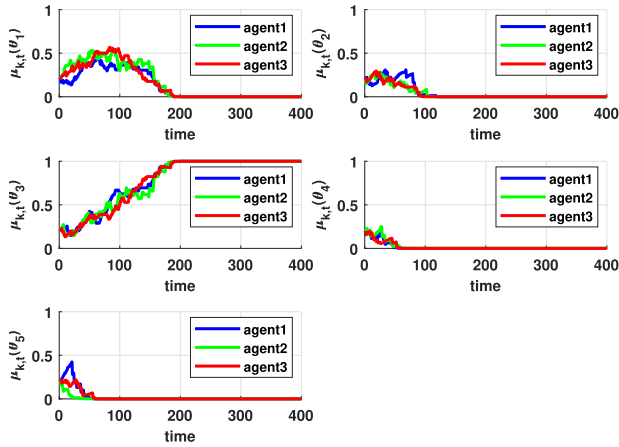 1
0.5
0
0 100 200 300 400
μk,t(θ1)
time
agent1
agent2
agent3
1
0.5
0
0 100 200 300 400
μk,t(θ2)
time
agent1
agent2
agent3
1
0.5
0
0 100 200 300 400
μk,t(θ3)
time
agent1
agent2
agent3
1
0.5
0
0 100 200 300 400
μk,t(θ4)
time
agent1
agent2
agent3
1
0.5
0
0 100 200 300 400
μk,t(θ5)
time
agent1
agent2
agent3